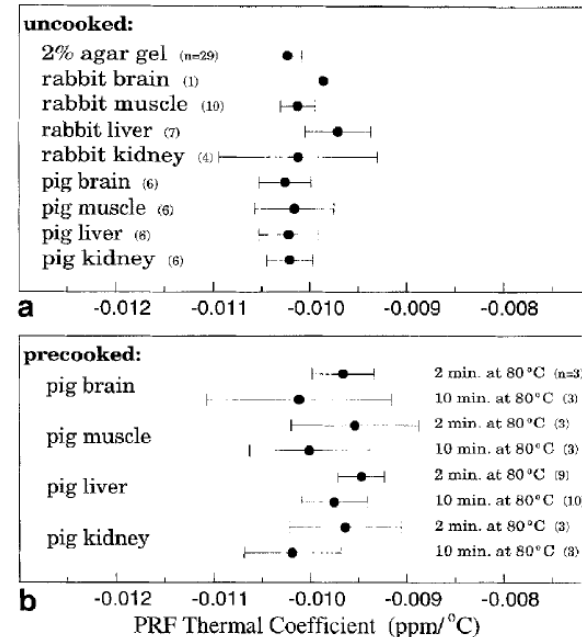 uncooked:
2% agar gel (n=29)
rabbit brain (1)
rabbit muscle (10)
rabbit liver (7)
rabbit kidney (4)
pig brain (6)
pig muscle (6)
pig liver (6)
pig kidney (6)
a
-0.012 -0.011 -0.010 -0.009 -0.008
precooked:
pig brain 2 min. at 80°C (n=3)
10 min. at 80°C (3)
pig muscle 2 min. at 80°C (3)
10 min. at 80°C (3)
pig liver 2 min. at 80°C (9)
10 min. at 80°C (10)
pig kidney 2 min. at 80°C (3)
10 min. at 80°C (3)
b
-0.012 -0.011 -0.010 -0.009 -0.008
PRF Thermal Coefficient (ppm/°C)